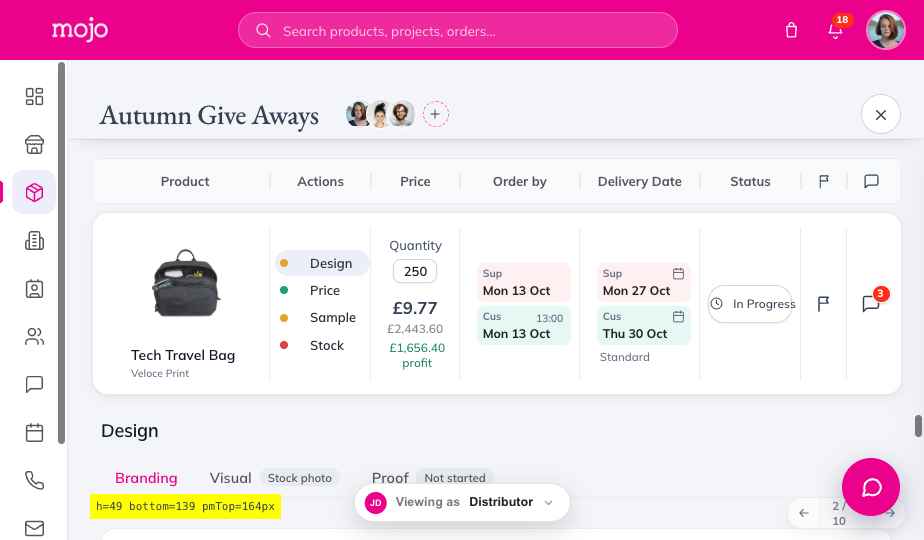 mojo
Search products, projects, orders...
18
Autumn Give Aways
Product Actions Price Order by Delivery Date Status
Tech Travel Bag
Veloce Print
Design
Price
Sample
Stock
Quantity
250
£9.77
£2,443.60
£1,656.40
profit
Sup
Mon 13 Oct
Cus 13:00
Mon 13 Oct
Sup
Mon 27 Oct
Cus
Thu 30 Oct
Standard
In Progress
3
Design
Branding Visual Stock photo Proof Not started
h=49 bottom=139 pmTop=164px
JD Viewing as Distributor
2 /
10